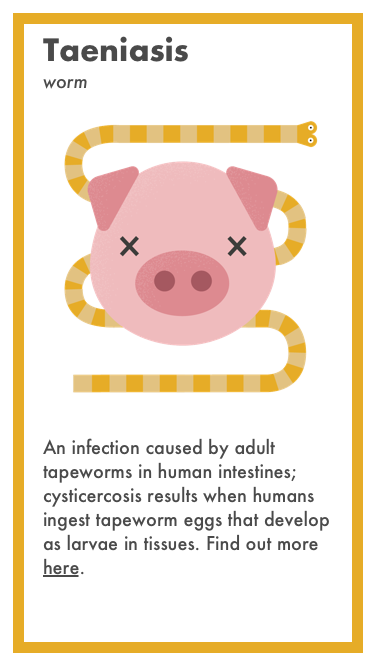 Taeniasis
worm
An infection caused by adult
tapeworms in human intestines;
cysticercosis results when humans
ingest tapeworm eggs that develop
as larvae in tissues. Find out more
here.